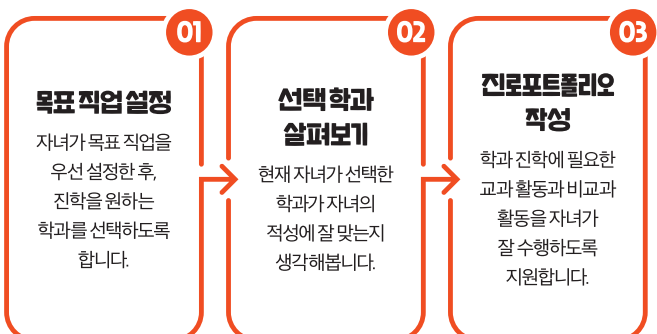 01
목표 직업 설정
자녀가 목표 직업을
우선 설정한 후,
진학을 원하는
학과를 선택하도록
합니다.
02
선택 학과
살펴보기
현재 자녀가 선택한
학과가 자녀의
적성에 잘 맞는지
생각해봅니다.
03
진로포트폴리오
작성
학과 진학에 필요한
교과 활동과 비교과
활동을 자녀가
잘 수행하도록
지원합니다.